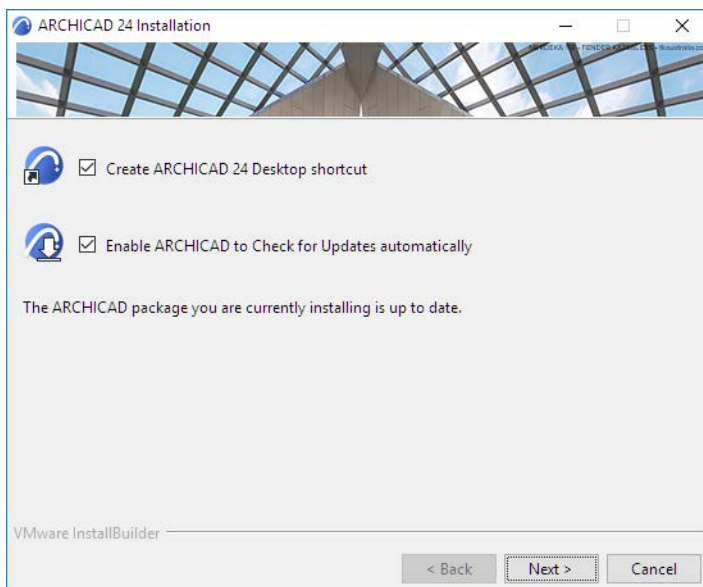 ARCHICAD 24 Installation
Create ARCHICAD 24 Desktop shortcut
Enable ARCHICAD to Check for Updates automatically
The ARCHICAD package you are currently installing is up to date.
VMware InstallBuilder
< Back
Next >
Cancel